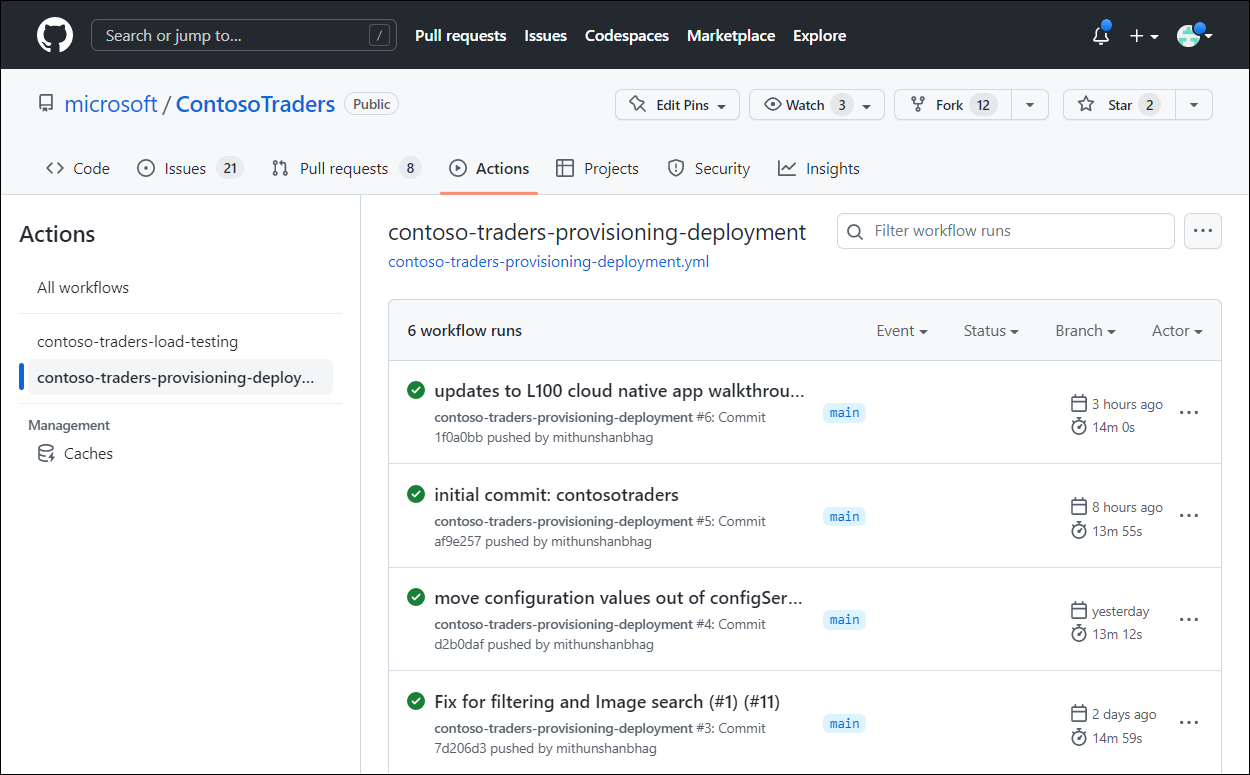 Search or jump to... /
Pull requests Issues Codespaces Marketplace Explore
microsoft / ContosoTraders Public
Edit Pins Watch 3 Fork 12 Star 2
Code Issues 21 Pull requests 8 Actions Projects Security Insights
Actions
All workflows
contoso-traders-load-testing
contoso-traders-provisioning-deploy...
Management
Caches
contoso-traders-provisioning-deployment
contoso-traders-provisioning-deployment.yml
Filter workflow runs
6 workflow runs Event Status Branch Actor
updates to L100 cloud native app walkthrou...
contoso-traders-provisioning-deployment #6: Commit
1f0a0bb pushed by mithunshanbhag
main
3 hours ago
14m 0s
initial commit: contosotraders
contoso-traders-provisioning-deployment #5: Commit
af9e257 pushed by mithunshanbhag
main
8 hours ago
13m 55s
move configuration values out of configSer...
contoso-traders-provisioning-deployment #4: Commit
d2b0daf pushed by mithunshanbhag
main
yesterday
13m 12s
Fix for filtering and Image search (#1) (#11)
contoso-traders-provisioning-deployment #3: Commit
7d206d3 pushed by mithunshanbhag
main
2 days ago
14m 59s